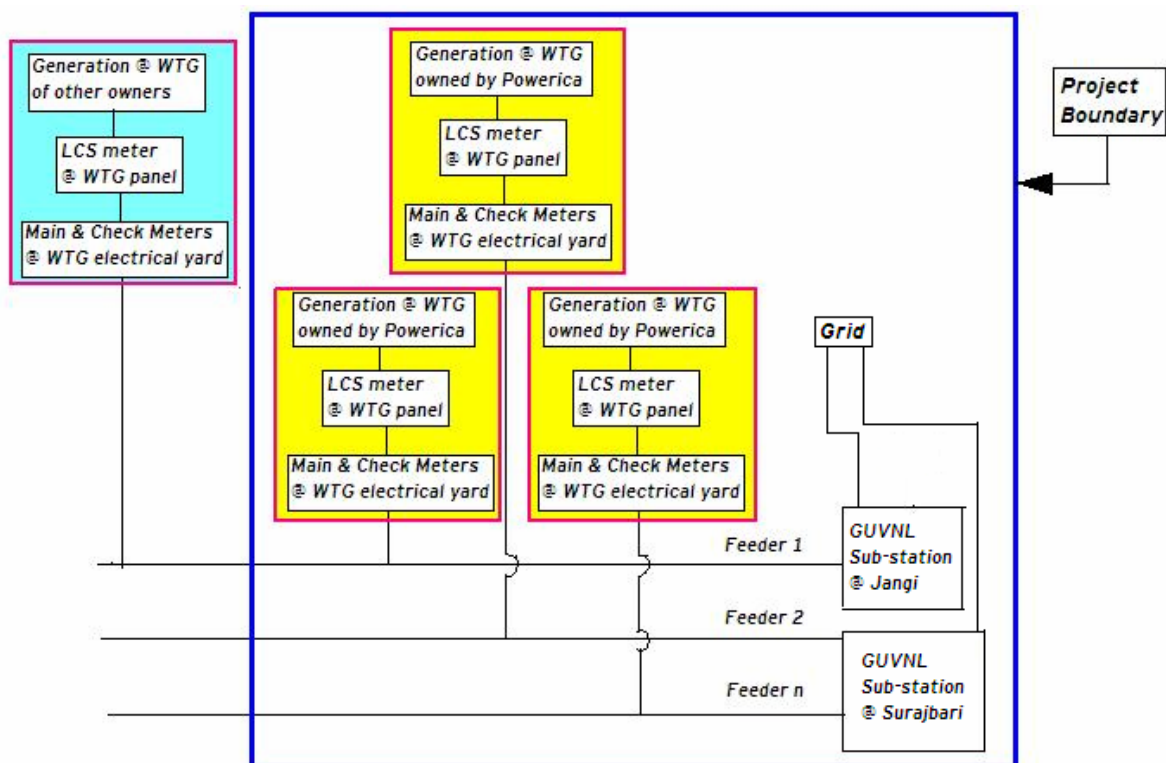 Generation @ WTG
of other owners
LCS meter
@ WTG panel
Main & Check Meters
@ WTG electrical yard
Generation @ WTG
owned by Powerica
LCS meter
@ WTG panel
Main & Check Meters
@ WTG electrical yard
Project
Boundary
Generation @ WTG
owned by Powerica
LCS meter
@ WTG panel
Main & Check Meters
@ WTG electrical yard
Generation @ WTG
owned by Powerica
LCS meter
@ WTG panel
Main & Check Meters
@ WTG electrical yard
Grid
Feeder 1
GUVNL
Sub-station
@ Jangi
Feeder 2
Feeder n
GUVNL
Sub-station
@ Surajbari